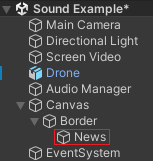 Sound Example*
Main Camera
Directional Light
Screen Video
Drone
Audio Manager
Canvas
Border
News
EventSystem